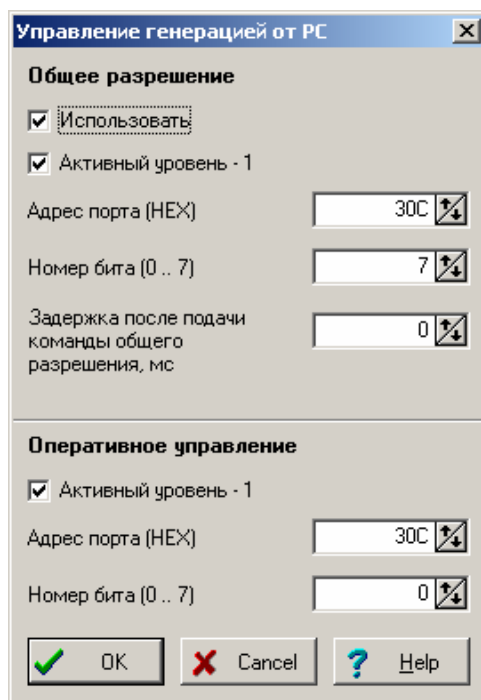 Управление генерацией от РС
Общее разрешение
Использовать
Активный уровень - 1
Адрес порта (HEX)
30C
Номер бита (0 .. 7)
7
Задержка после подачи
команды общего
разрешения, мс
0
Оперативное управление
Активный уровень - 1
Адрес порта (HEX)
30C
Номер бита (0 .. 7)
0
OK
Cancel
Help